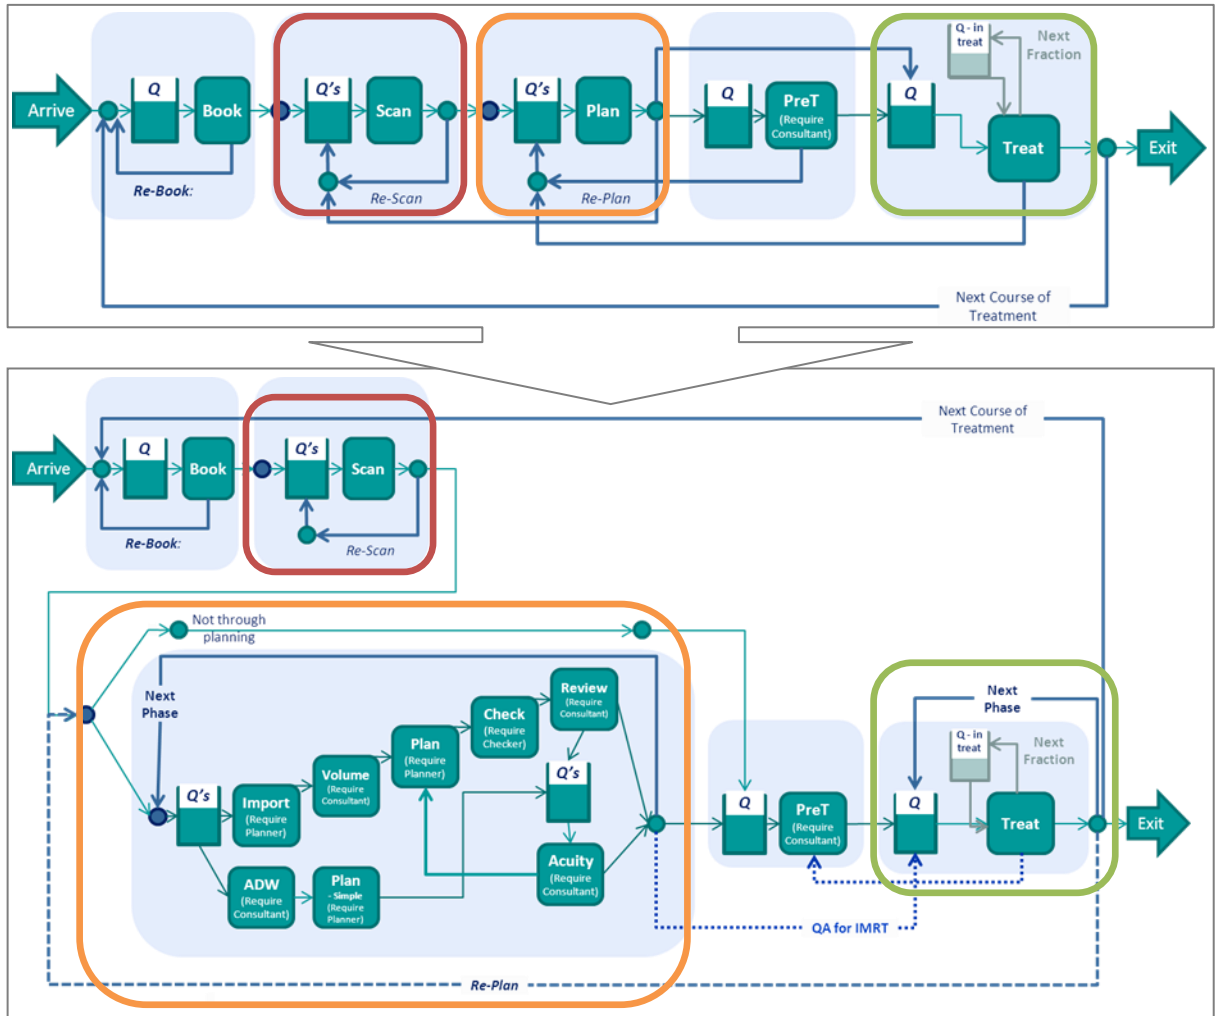 Q - in
treat
Next
Fraction
Q
Q's
Q's
Q
Q
Arrive
Book
Scan
Plan
PreT
(Require
Consultant)
Treat
Exit
Re-Book:
Re-Scan
Re-Plan
Next Course of
Treatment
Next Course of
Treatment
Q
Q's
Arrive
Book
Scan
Re-Book:
Re-Scan
Not through
planning
Next
Phase
Review
(Require
Consultant)
Check
(Require
Checker)
Plan
(Require
Planner)
Volume
(Require
Consultant)
Q's
Import
(Require
Planner)
Q's
Acuity
(Require
Consultant)
ADW
(Require
Consultant)
Plan
- Simple
(Require
Planner)
Next
Phase
Q - in
treat
Next
Fraction
Q
PreT
(Require
Consultant)
Q
Treat
Exit
QA for IMRT
Re-Plan